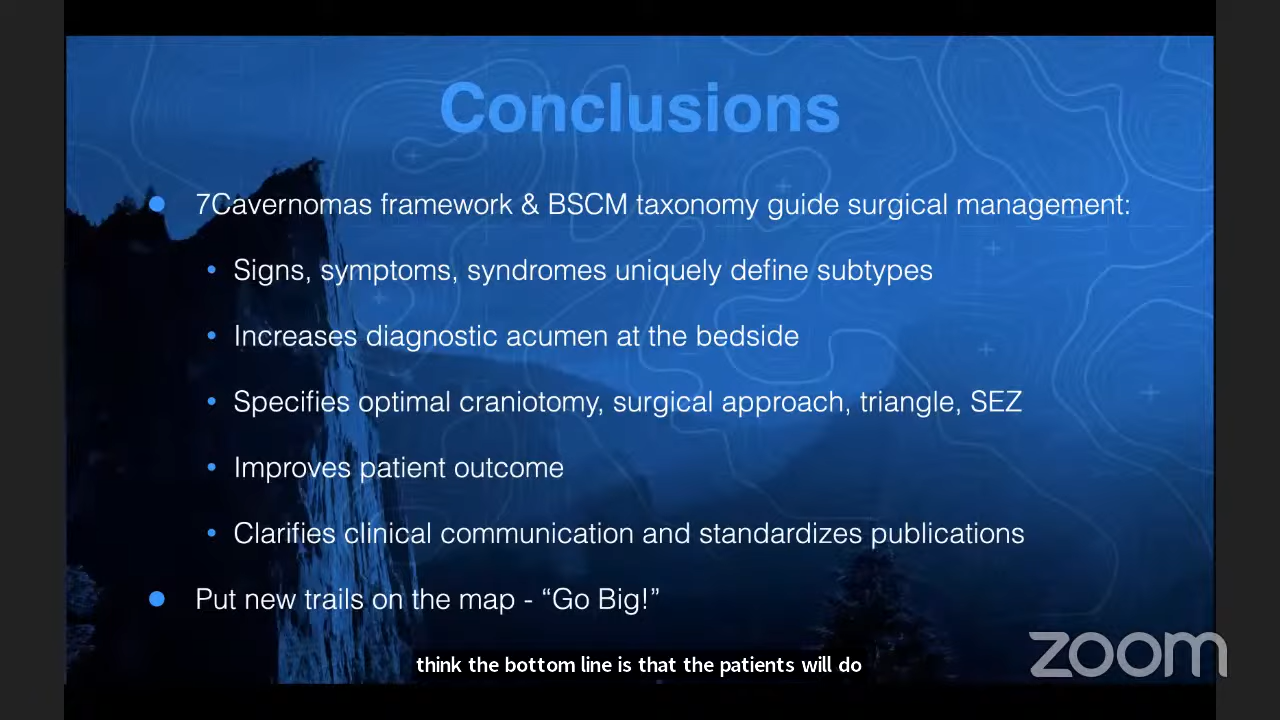 Conclusions
7Cavernomas framework & BSCM taxonomy guide surgical management:
Signs, symptoms, syndromes uniquely define subtypes
Increases diagnostic acumen at the bedside
Specifies optimal craniotomy, surgical approach, triangle, SEZ
Improves patient outcome
Clarifies clinical communication and standardizes publications
Put new trails on the map - “Go Big!”
think the bottom line is that the patients will do
zoom